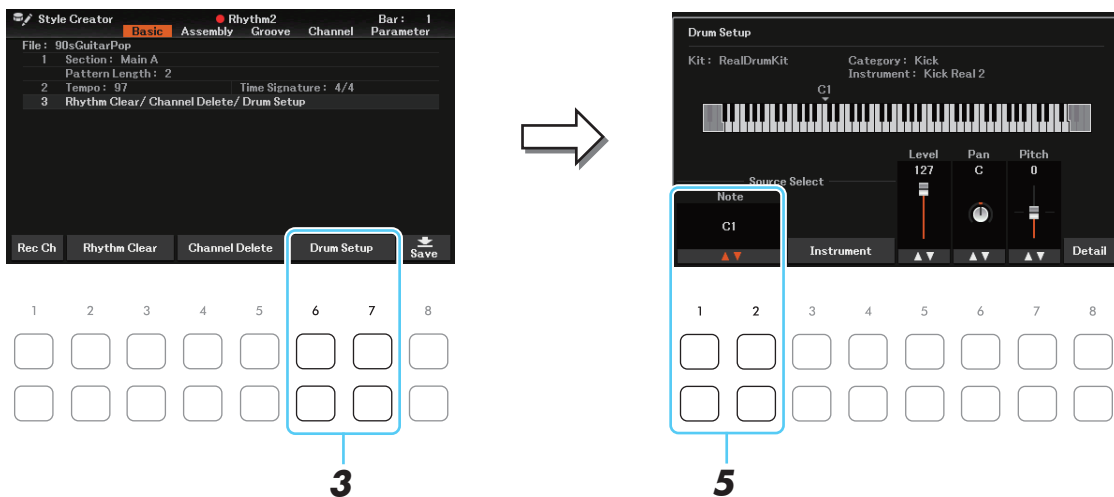 Style Creator Rhythm2 Bar: 1
Basic Assembly Groove Channel Parameter
File: 90sGuitarPop
1 Section: Main A
Pattern Length: 2
2 Tempo: 97 Time Signature: 4/4
3 Rhythm Clear/ Channel Delete/ Drum Setup
Rec Ch Rhythm Clear Channel Delete Drum Setup Save
1 2 3 4 5 6 7 8
3
Drum Setup
Kit: RealDrumKit Category: Kick
Instrument: Kick Real 2
C1
Level Pan Pitch
127 C 0
Source Select
Note
C1
Instrument Detail
1 2 3 4 5 6 7 8
5